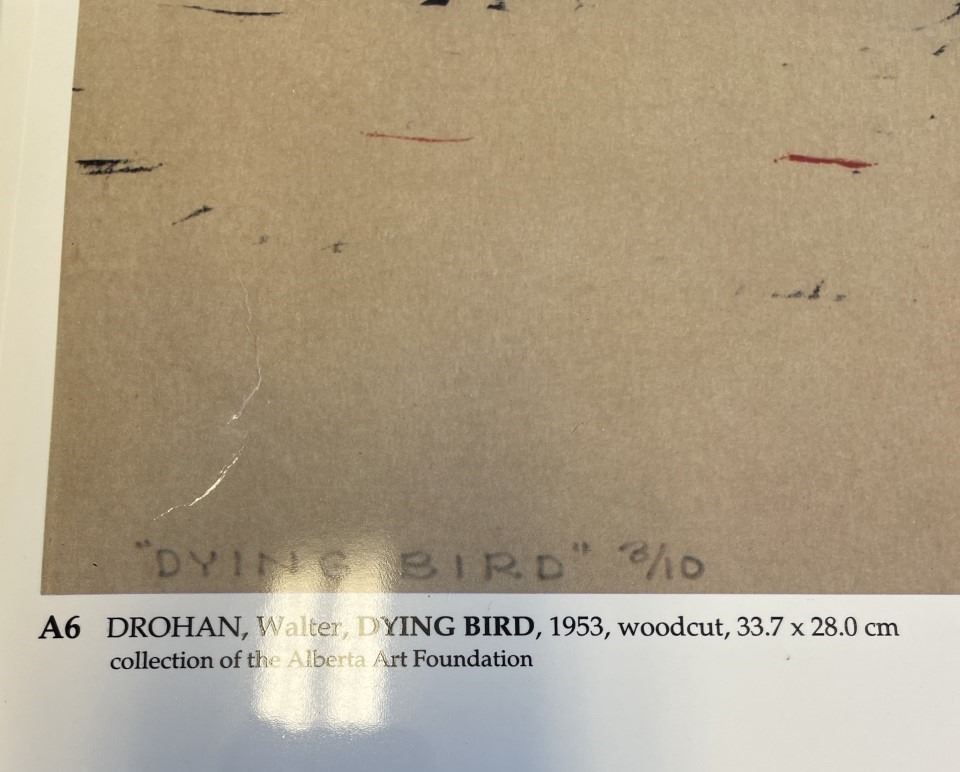 "DYING BIRD" 3/10
A6 DROHAN, Walter, DYING BIRD, 1953, woodcut, 33.7 x 28.0 cm
collection of the Alberta Art Foundation